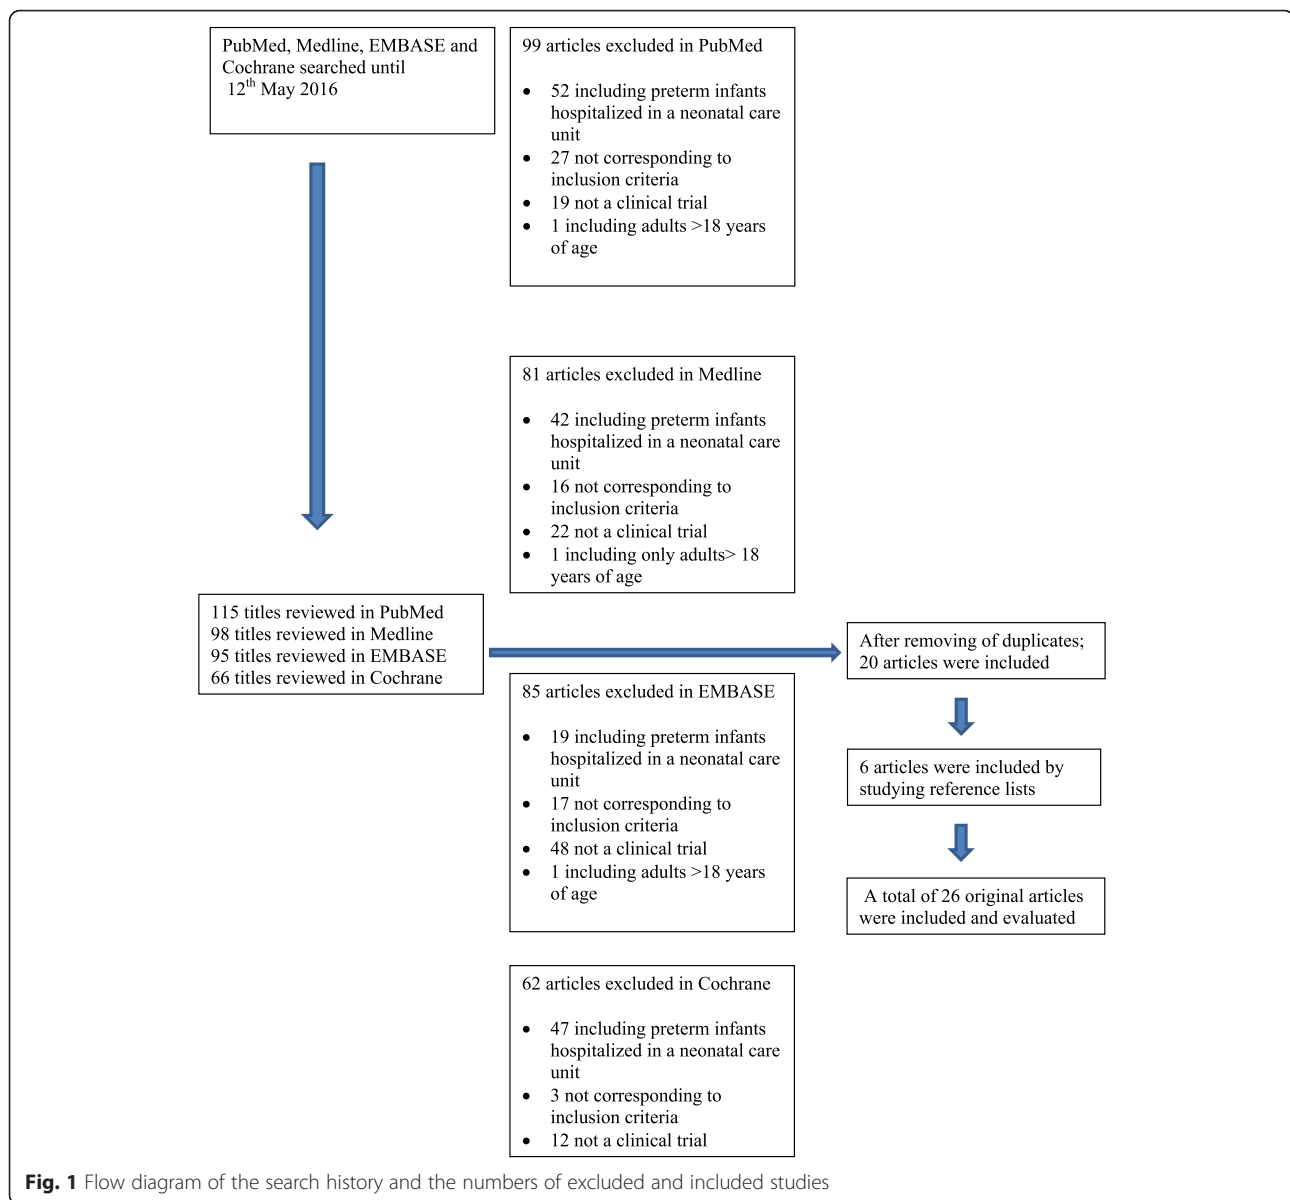 PubMed, Medline, EMBASE and
Cochrane searched until
12th May 2016
99 articles excluded in PubMed
• 52 including preterm infants
hospitalized in a neonatal care
unit
• 27 not corresponding to
inclusion criteria
• 19 not a clinical trial
• 1 including adults >18 years
of age
81 articles excluded in Medline
• 42 including preterm infants
hospitalized in a neonatal care
unit
• 16 not corresponding to
inclusion criteria
• 22 not a clinical trial
• 1 including only adults> 18
years of age
115 titles reviewed in PubMed
98 titles reviewed in Medline
95 titles reviewed in EMBASE
66 titles reviewed in Cochrane
After removing of duplicates;
20 articles were included
85 articles excluded in EMBASE
• 19 including preterm infants
hospitalized in a neonatal care
unit
• 17 not corresponding to
inclusion criteria
• 48 not a clinical trial
• 1 including adults >18 years
of age
6 articles were included by
studying reference lists
A total of 26 original articles
were included and evaluated
62 articles excluded in Cochrane
• 47 including preterm infants
hospitalized in a neonatal care
unit
• 3 not corresponding to
inclusion criteria
• 12 not a clinical trial
Fig. 1 Flow diagram of the search history and the numbers of excluded and included studies